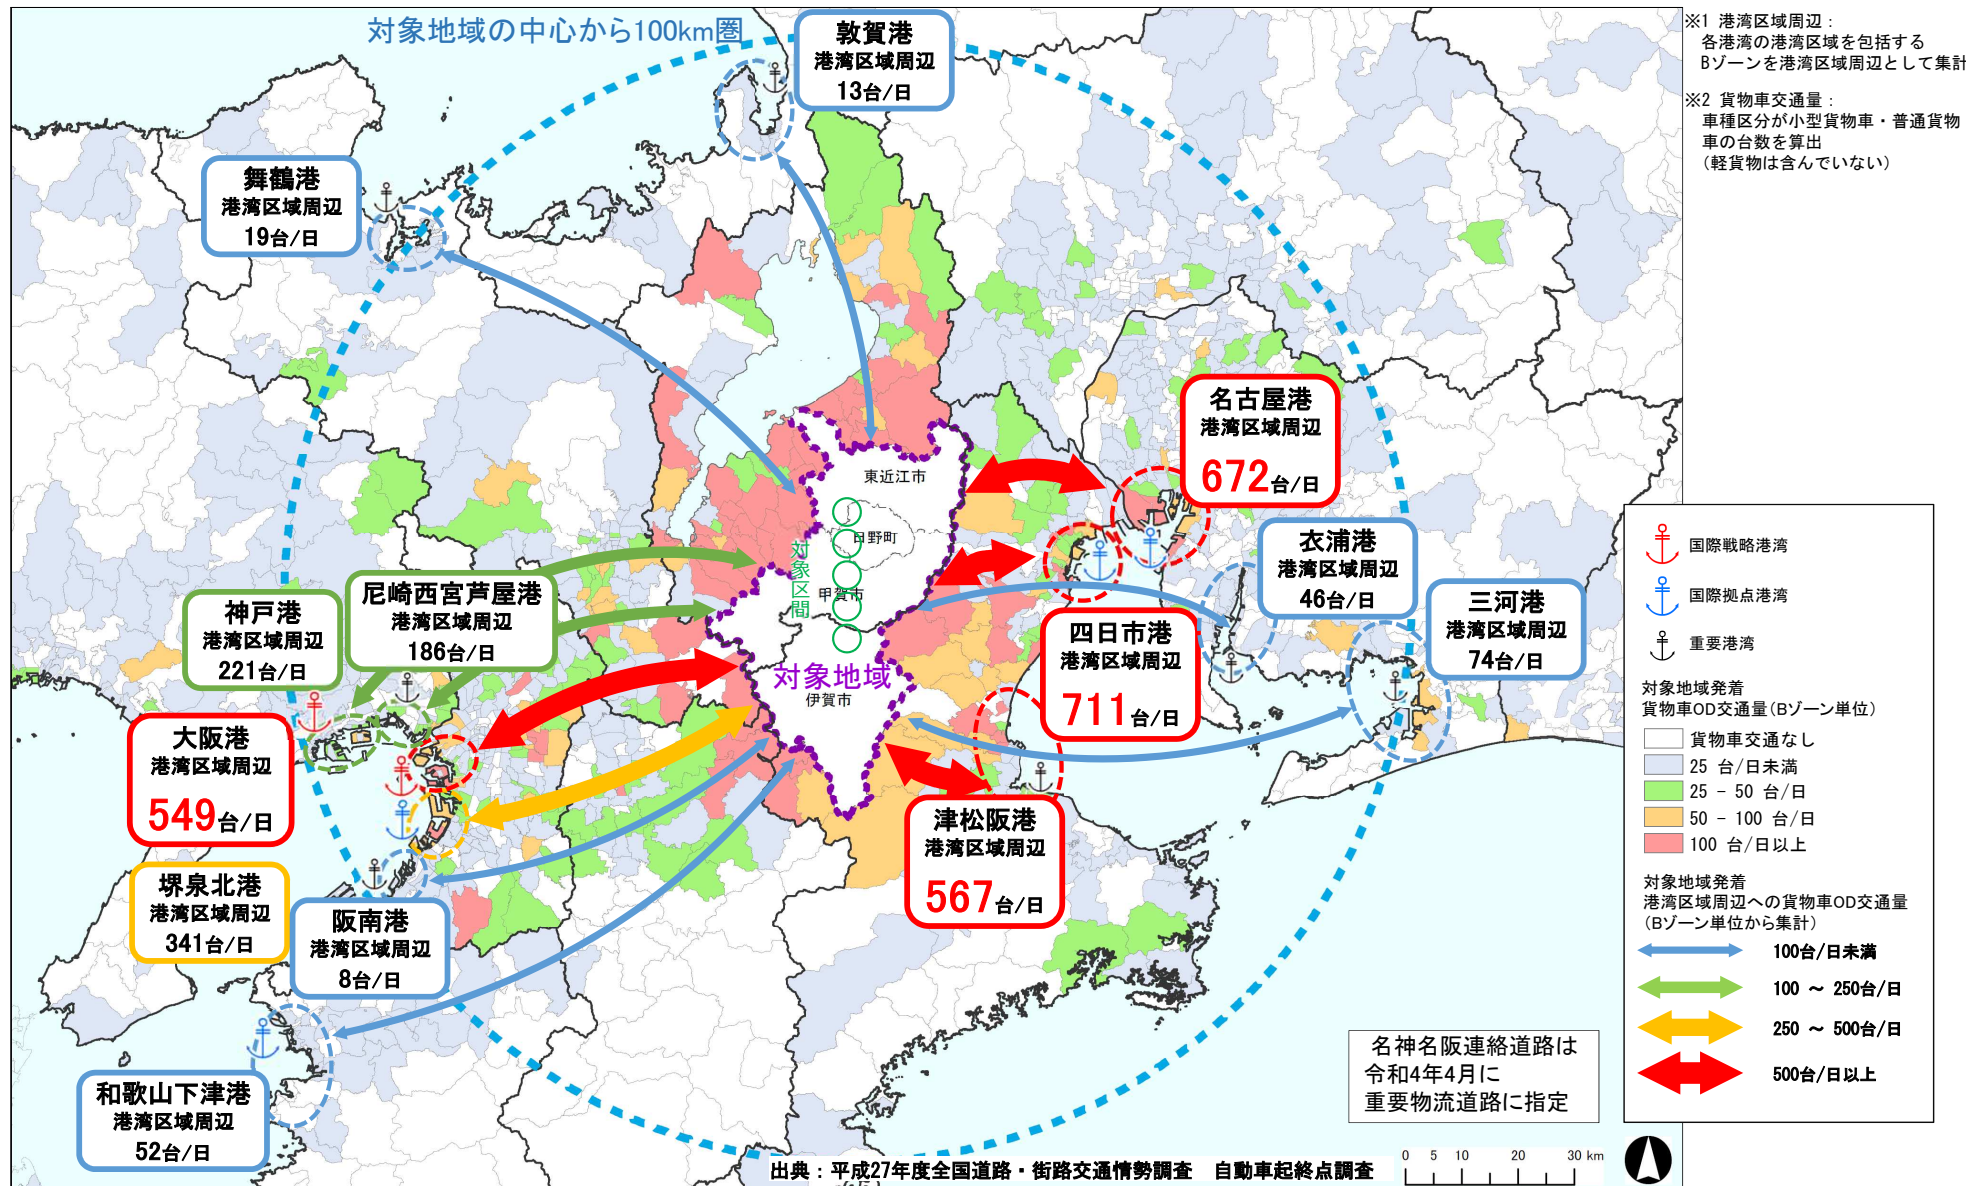 対象地域の中心から100km圏
敦賀港
港湾区域周辺
13台/日
※1 港湾区域周辺：
各港湾の港湾区域を包括する
Bゾーンを港湾区域周辺として集計
※2 貨物車交通量：
車種区分が小型貨物車・普通貨物
車の台数を算出
（軽貨物は含んでいない）
舞鶴港
港湾区域周辺
19台/日
名古屋港
港湾区域周辺
672台/日
東近江市
日野町
甲賀市
対象区間
対象地域
伊賀市
衣浦港
港湾区域周辺
46台/日
三河港
港湾区域周辺
74台/日
四日市港
港湾区域周辺
711台/日
尼崎西宮芦屋港
港湾区域周辺
186台/日
神戸港
港湾区域周辺
221台/日
大阪港
港湾区域周辺
549台/日
津松阪港
港湾区域周辺
567台/日
堺泉北港
港湾区域周辺
341台/日
阪南港
港湾区域周辺
8台/日
和歌山下津港
港湾区域周辺
52台/日
国際戦略港湾
国際拠点港湾
重要港湾
対象地域発着
貨物車OD交通量（Bゾーン単位）
貨物車交通なし
25 台/日未満
25 - 50 台/日
50 - 100 台/日
100 台/日以上
対象地域発着
港湾区域周辺への貨物車OD交通量
（Bゾーン単位から集計）
100台/日未満
100 ～ 250台/日
250 ～ 500台/日
500台/日以上
名神名阪連絡道路は
令和4年4月に
重要物流道路に指定
出典：平成27年度全国道路・街路交通情勢調査　自動車起終点調査
0 5 10 20 30 km